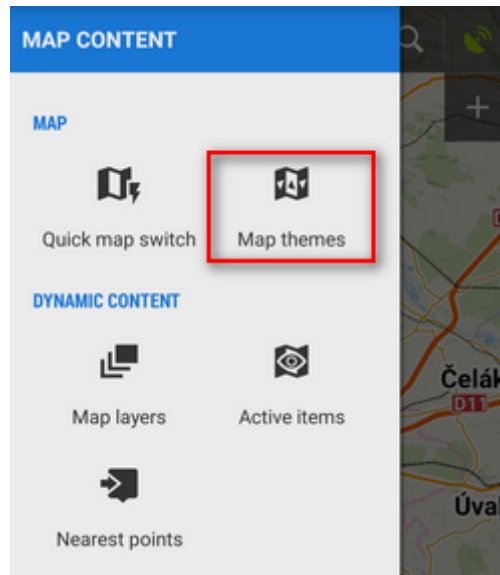 MAP CONTENT
MAP
Quick map switch
Map themes
DYNAMIC CONTENT
Map layers
Active items
Nearest points
Čelák
D11
Úval